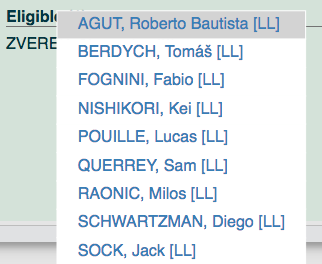 Eligible
ZVERE
AGUT, Roberto Bautista [LL]
BERDYCH, Tomáš [LL]
FOGNINI, Fabio [LL]
NISHIKORI, Kei [LL]
POUILLE, Lucas [LL]
QUERREY, Sam [LL]
RAONIC, Milos [LL]
SCHWARTZMAN, Diego [LL]
SOCK, Jack [LL]